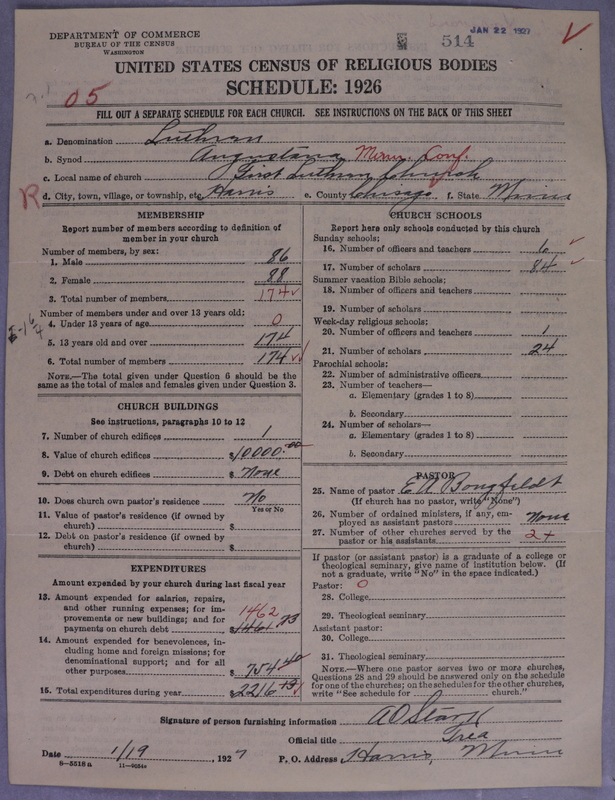 DEPARTMENT OF COMMERCE
BUREAU OF THE CENSUS
WASHINGTON
514
JAN 22 1927
UNITED STATES CENSUS OF RELIGIOUS BODIES
SCHEDULE: 1926
05
FILL OUT A SEPARATE SCHEDULE FOR EACH CHURCH. SEE INSTRUCTIONS ON THE BACK OF THIS SHEET
a. Denomination Luthran
b. Synod Augustana Minn. Conf.
c. Local name of church First Luthran Church
R d. City, town, village, or township, etc Harris e. County Chisago f. State Minn
MEMBERSHIP
Report number of members according to definition of
member in your church
Number of members, by sex:
1. Male 86
2. Female 88
3. Total number of members 174
Number of members under and over 13 years old:
4. Under 13 years of age 0
5. 13 years old and over 174
6. Total number of members 174
NOTE.—The total given under Question 6 should be the
same as the total of males and females given under Question 3.
CHURCH BUILDINGS
See instructions, paragraphs 10 to 12
7. Number of church edifices 1
8. Value of church edifices $10000.00
9. Debt on church edifices $ None
10. Does church own pastor's residence No
Yes or No
11. Value of pastor's residence (if owned by
church) $
12. Debt on pastor's residence (if owned by
church) $
EXPENDITURES
Amount expended by your church during last fiscal year
13. Amount expended for salaries, repairs,
and other running expenses; for im-
provements or new buildings; and for
payments on church debt 1462 $1461 73
14. Amount expended for benevolences, in-
cluding home and foreign missions; for
denominational support; and for all
other purposes $754 40
15. Total expenditures during year $2216 13
CHURCH SCHOOLS
Report here only schools conducted by this church
Sunday schools:
16. Number of officers and teachers 6
17. Number of scholars 84
Summer vacation Bible schools:
18. Number of officers and teachers
19. Number of scholars
Week-day religious schools:
20. Number of officers and teachers 1
21. Number of scholars 24
Parochial schools:
22. Number of administrative officers
23. Number of teachers—
a. Elementary (grades 1 to 8)
b. Secondary
24. Number of scholars—
a. Elementary (grades 1 to 8)
b. Secondary
PASTOR
25. Name of pastor E A
(If church has no pastor, write "None")
26. Number of ordained ministers, if any, em-
ployed as assistant pastors None
27. Number of other churches served by the
pastor or his assistants 2+
If pastor (or assistant pastor) is a graduate of a college or
theological seminary, give name of institution below. (If
not a graduate, write "No" in the space indicated.)
Pastor: 0
28. College
29. Theological seminary
Assistant pastor:
30. College
31. Theological seminary
NOTE.—Where one pastor serves two or more churches,
Questions 28 and 29 should be answered only on the schedule
for one of the churches; on the schedules for the other churches,
write "See schedule for church."
Signature of person furnishing information A O Stark
Official title Trea
Date 1/19, 1927 P. O. Address Harris, Minn
8-5518a 11-9054a